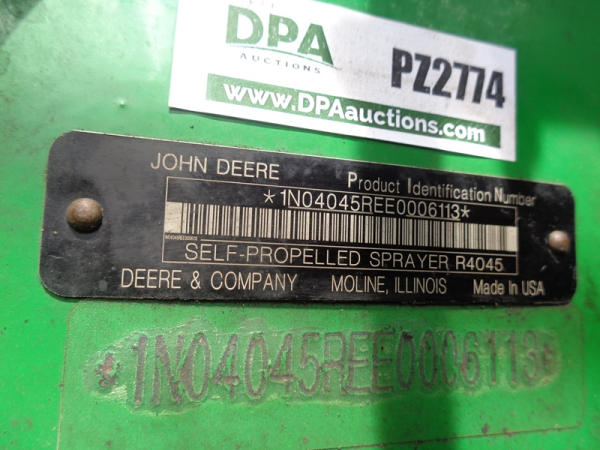 DPA
AUCTIONS
PZ2774
www.DPAauctions.com
JOHN DEERE
Product Identification Number
*1N04045REE0006113*
SELF-PROPELLED SPRAYER R4045
DEERE & COMPANY MOLINE, ILLINOIS Made In USA
*1N04045REE0006113*